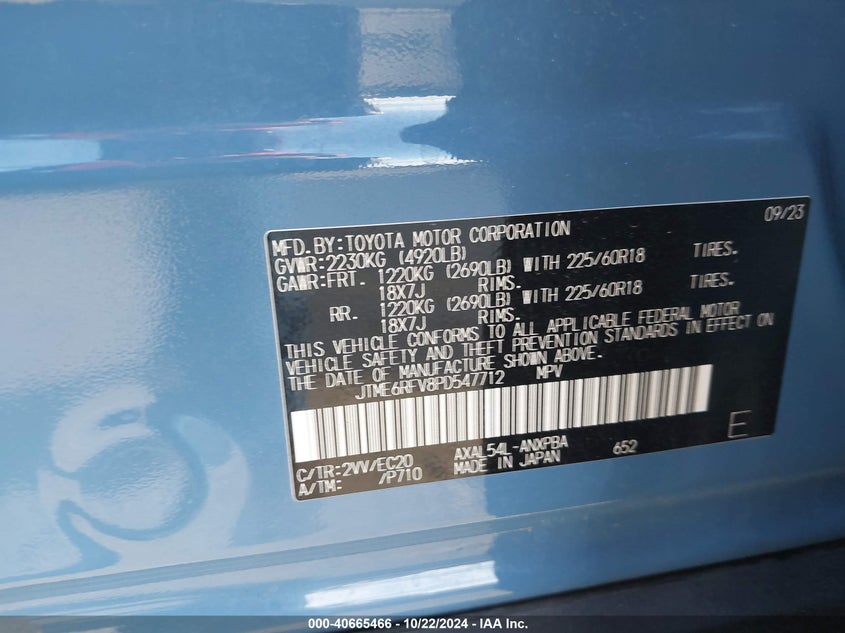 09/23
MFD.BY:TOYOTA MOTOR CORPORATION
GVWR:2230KG (4920LB)
GAWR:FRT. 1220KG (2690LB) WITH 225/60R18 TIRES.
18X7J RIMS.
RR. 1220KG (2690LB) WITH 225/60R18 TIRES.
18X7J RIMS.
THIS VEHICLE CONFORMS TO ALL APPLICABLE FEDERAL MOTOR
VEHICLE SAFETY AND THEFT PREVENTION STANDARDS IN EFFECT ON
THE DATE OF MANUFACTURE SHOWN ABOVE.
JTME6RFV8PD547712 MPV
E
C/TR:2VV/EC20 AXAL54L-ANXPBA 652
A/TM: /P710 MADE IN JAPAN
000-40665466 - 10/22/2024 - IAA Inc.